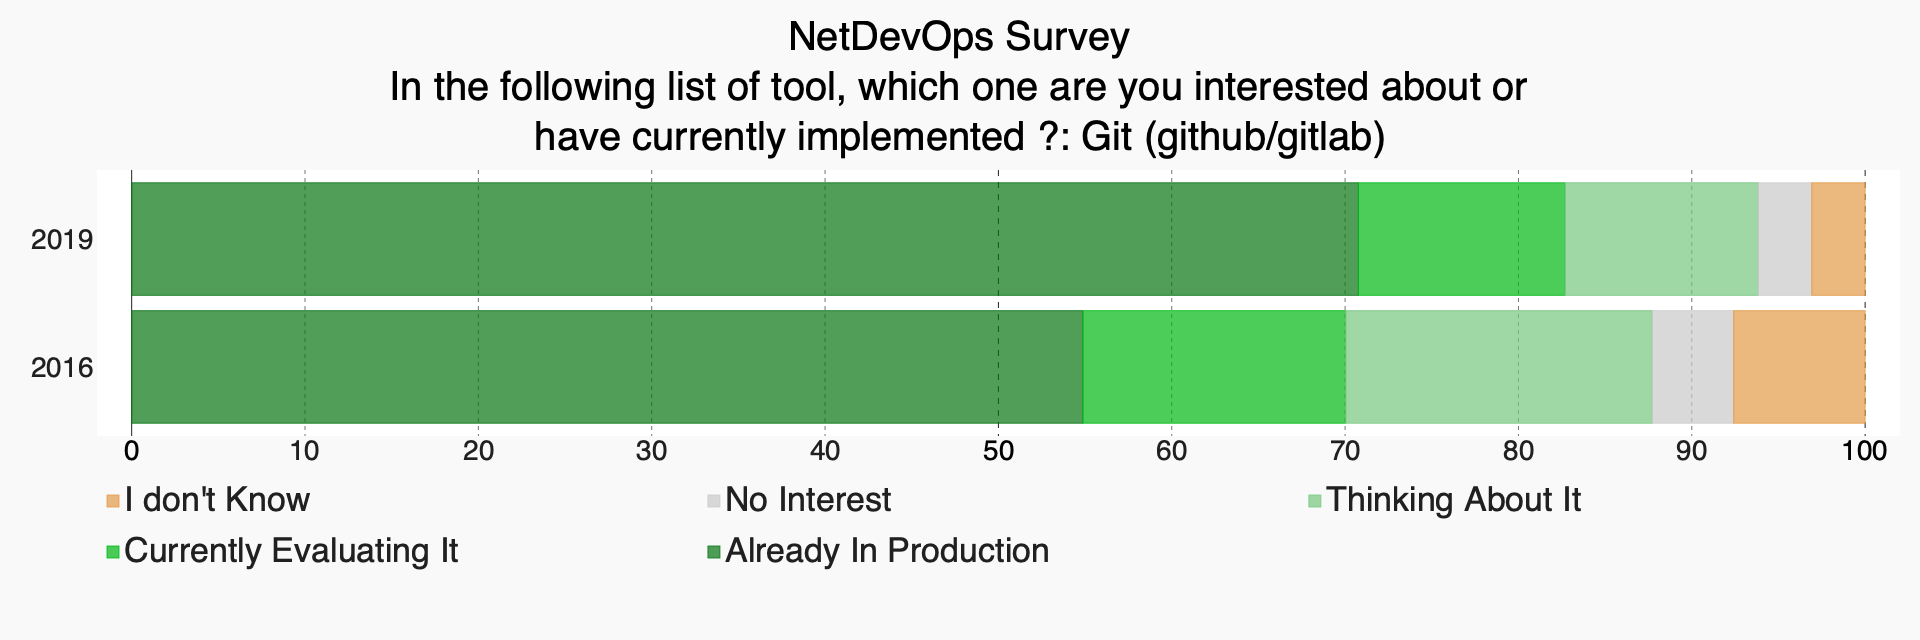 NetDevOps Survey
In the following list of tool, which one are you interested about or
have currently implemented ?: Git (github/gitlab)
2019
2016
0 10 20 30 40 50 60 70 80 90 100
I don't Know No Interest Thinking About It
Currently Evaluating It Already In Production